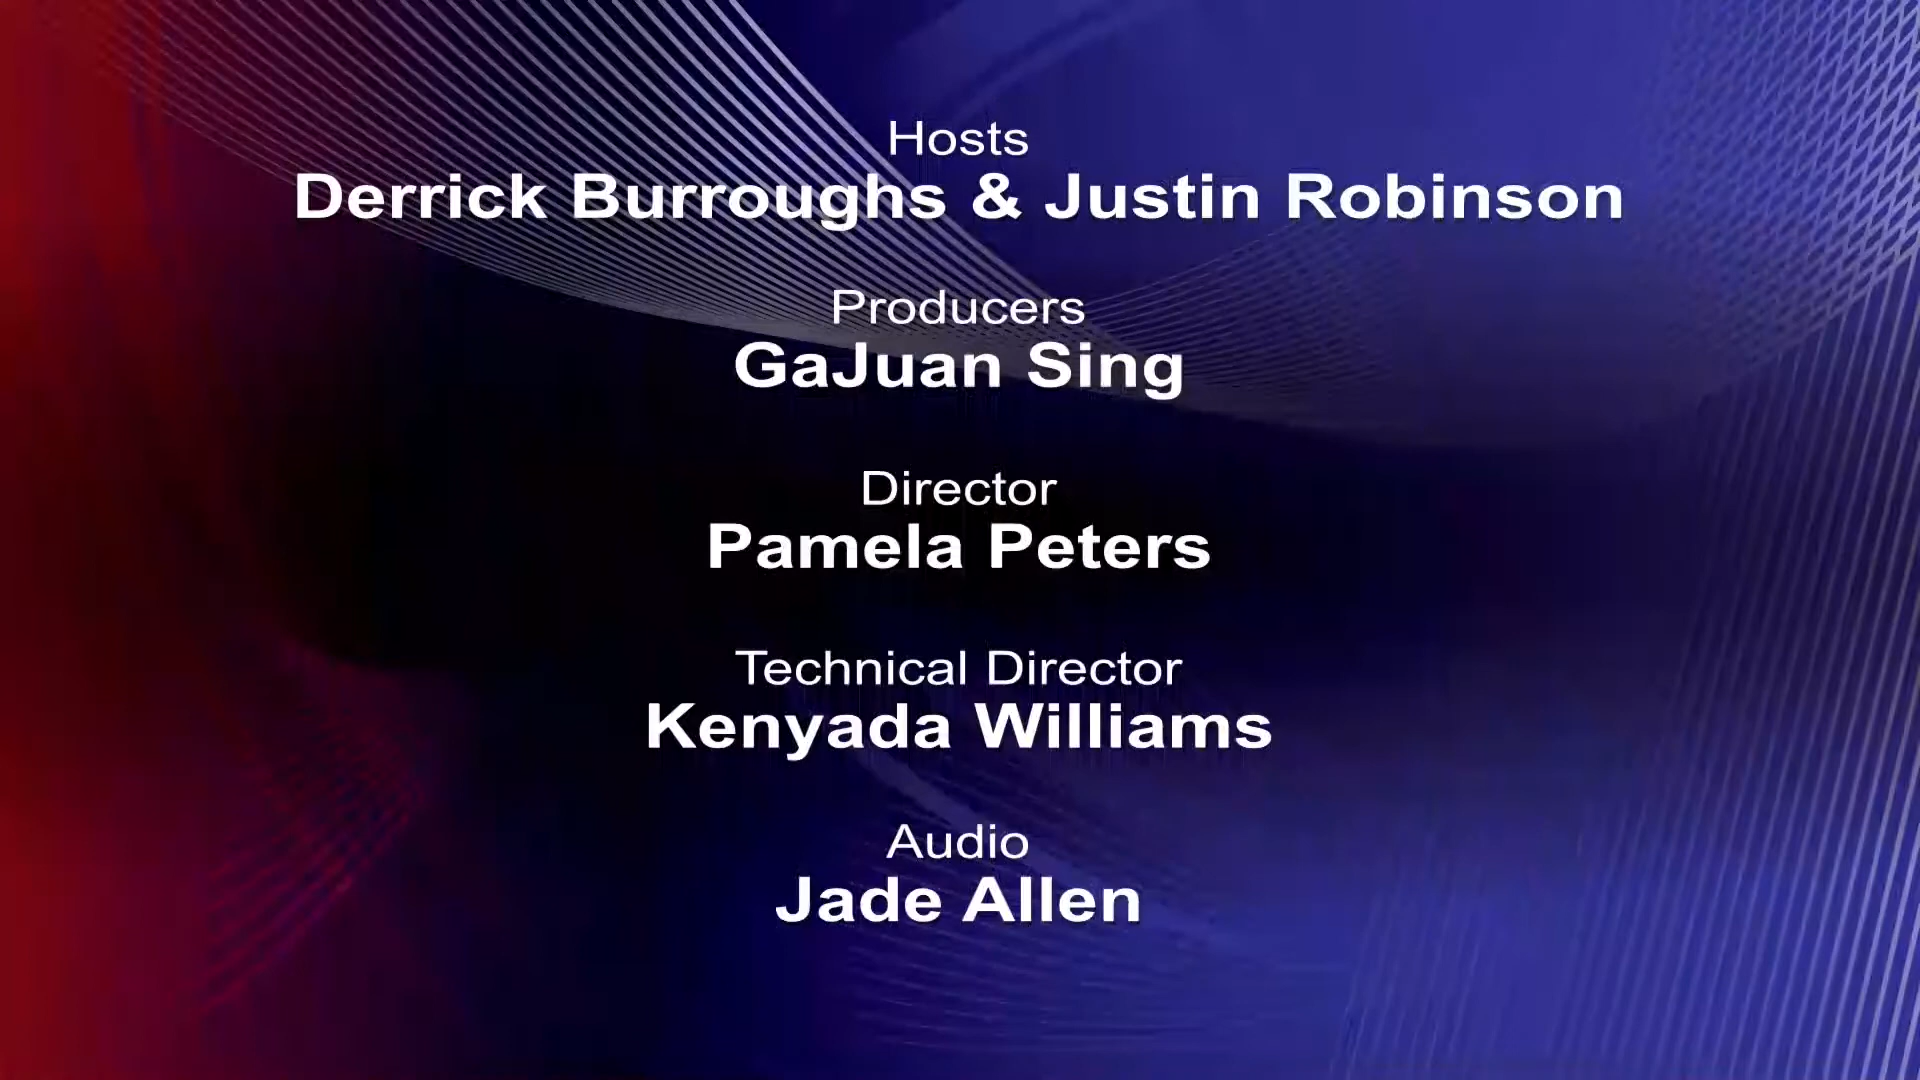 Hosts
Derrick Burroughs & Justin Robinson
Producers
GaJuan Sing
Director
Pamela Peters
Technical Director
Kenyada Williams
Audio
Jade Allen